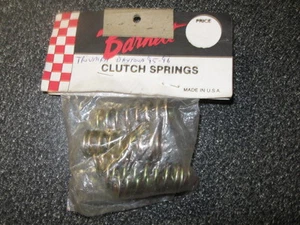 PRICE
Barnett
Triumph Daytona 95-98
CLUTCH SPRINGS
MADE IN U.S.A.